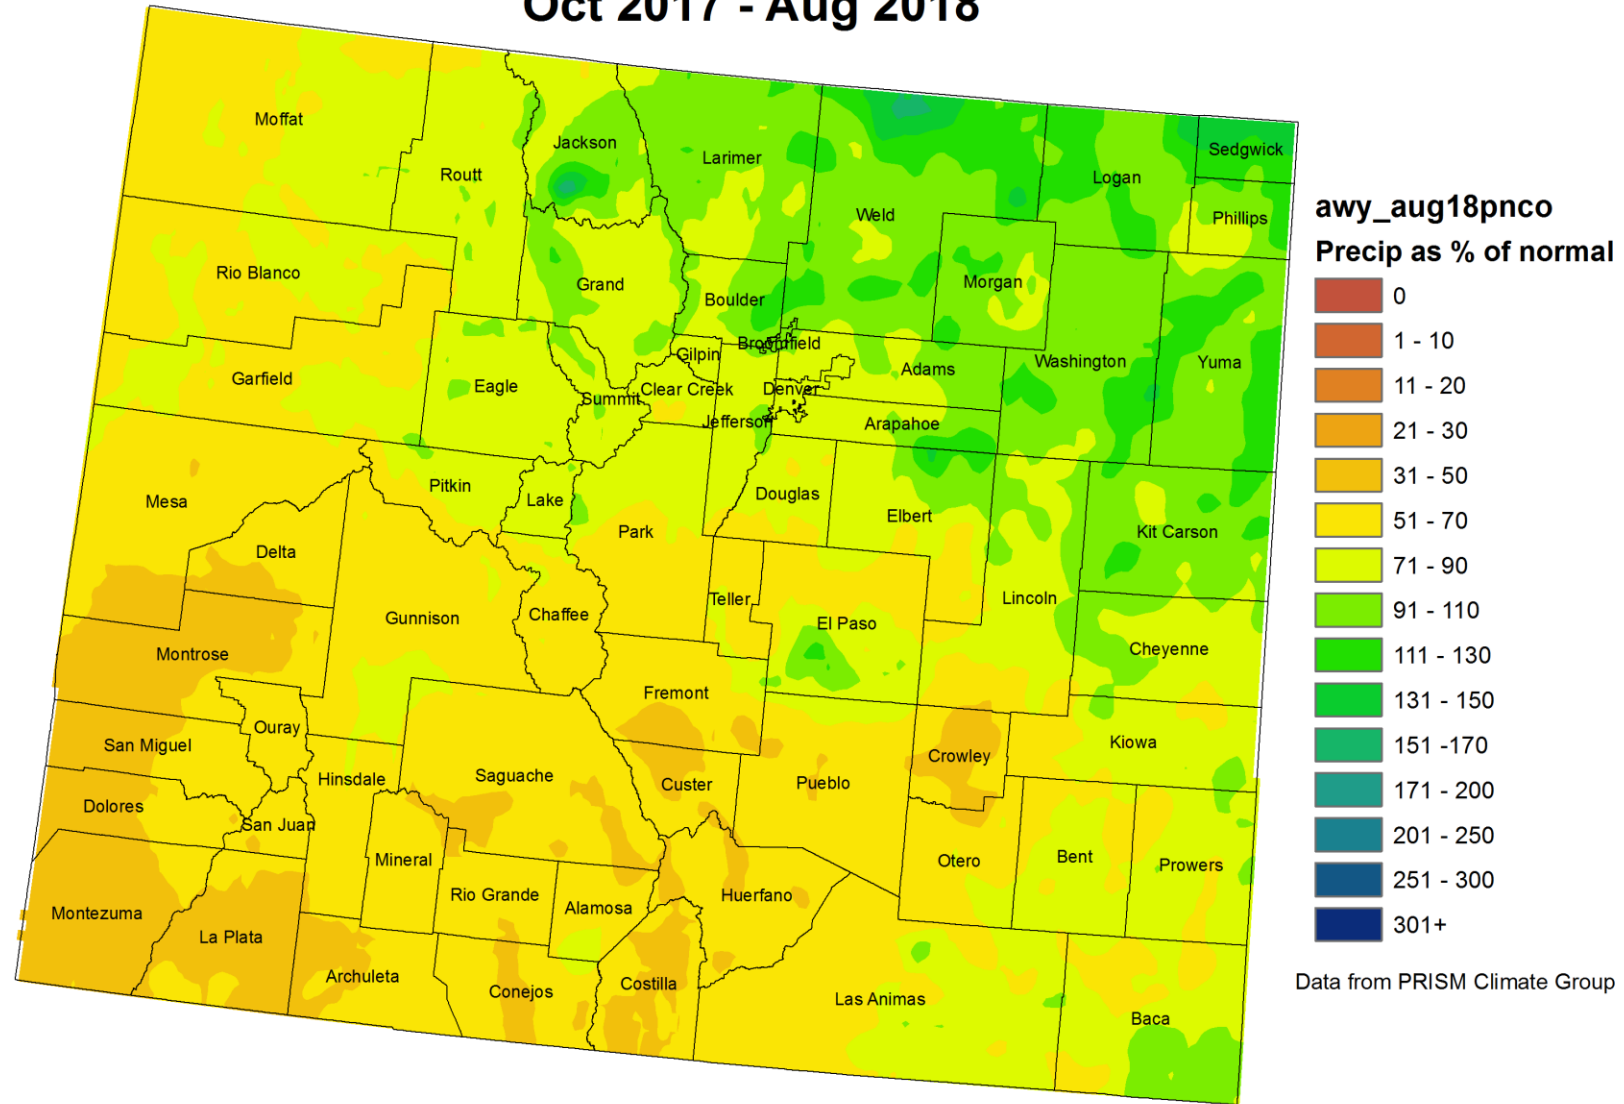 Oct 2017 - Aug 2018
Moffat
Jackson
Larimer
Sedgwick
Routt
Logan
Weld
Phillips
Rio Blanco
Grand
Morgan
Boulder
Broomfield
Gilpin
Washington
Yuma
Garfield
Eagle
Adams
Clear Creek
Denver
Summit
Jefferson
Arapahoe
Pitkin
Lake
Douglas
Mesa
Elbert
Park
Kit Carson
Delta
Teller
Lincoln
Gunnison
Chaffee
El Paso
Montrose
Cheyenne
Fremont
Ouray
San Miguel
Kiowa
Crowley
Hinsdale
Saguache
Custer
Pueblo
Dolores
San Juan
Mineral
Otero
Bent
Prowers
Rio Grande
Huerfano
Alamosa
Montezuma
La Plata
Archuleta
Conejos
Costilla
Las Animas
Baca
awy_aug18pnco
Precip as % of normal
0
1 - 10
11 - 20
21 - 30
31 - 50
51 - 70
71 - 90
91 - 110
111 - 130
131 - 150
151 -170
171 - 200
201 - 250
251 - 300
301+
Data from PRISM Climate Group